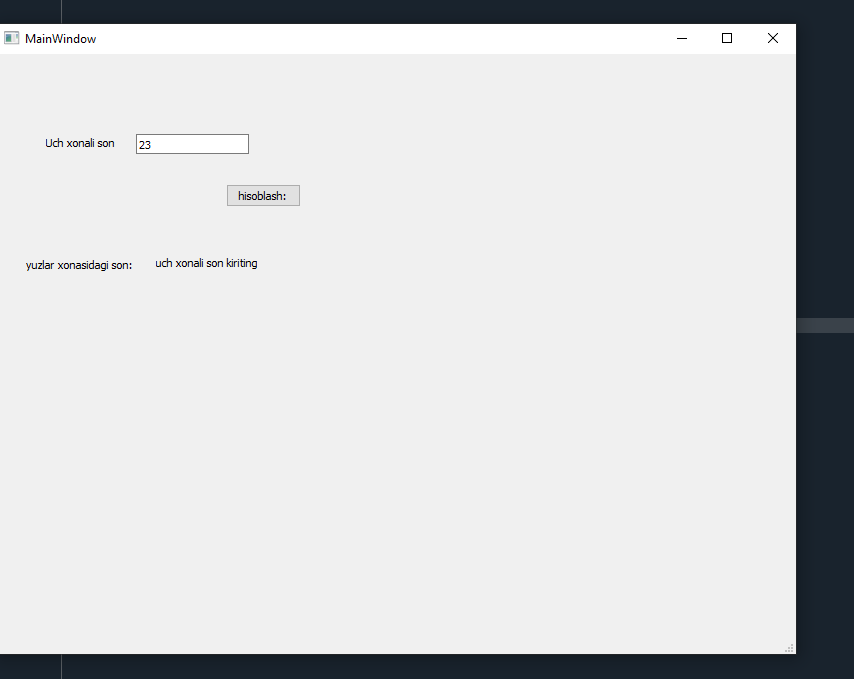 MainWindow
Uch xonali son
23
hisoblash:
yuzlar xonasidagi son:
uch xonali son kiriting